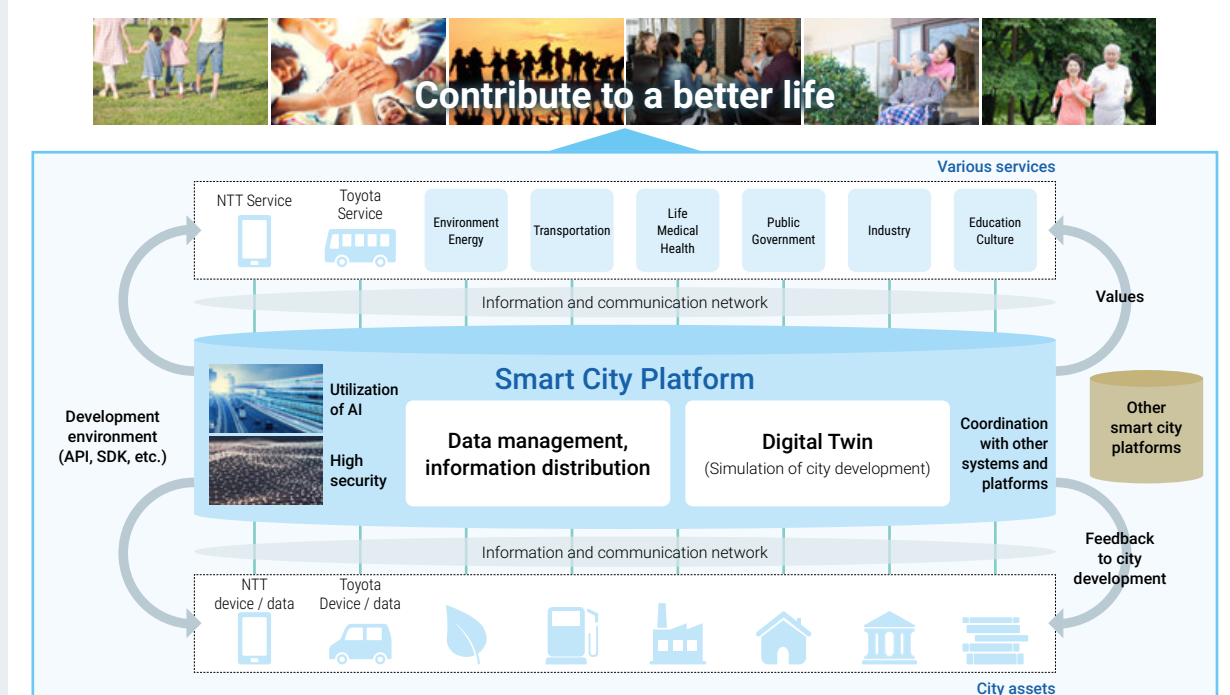 Contribute to a better life
Various services
NTT Service
Toyota
Service
Environment
Energy
Transportation
Life
Medical
Health
Public
Government
Industry
Education
Culture
Information and communication network
Values
Smart City Platform
Utilization
of AI
High
security
Data management,
information distribution
Digital Twin
(Simulation of city development)
Coordination
with other
systems and
platforms
Development
environment
(API, SDK, etc.)
Other
smart city
platforms
Information and communication network
Feedback
to city
development
NTT
device / data
Toyota
Device / data
City assets